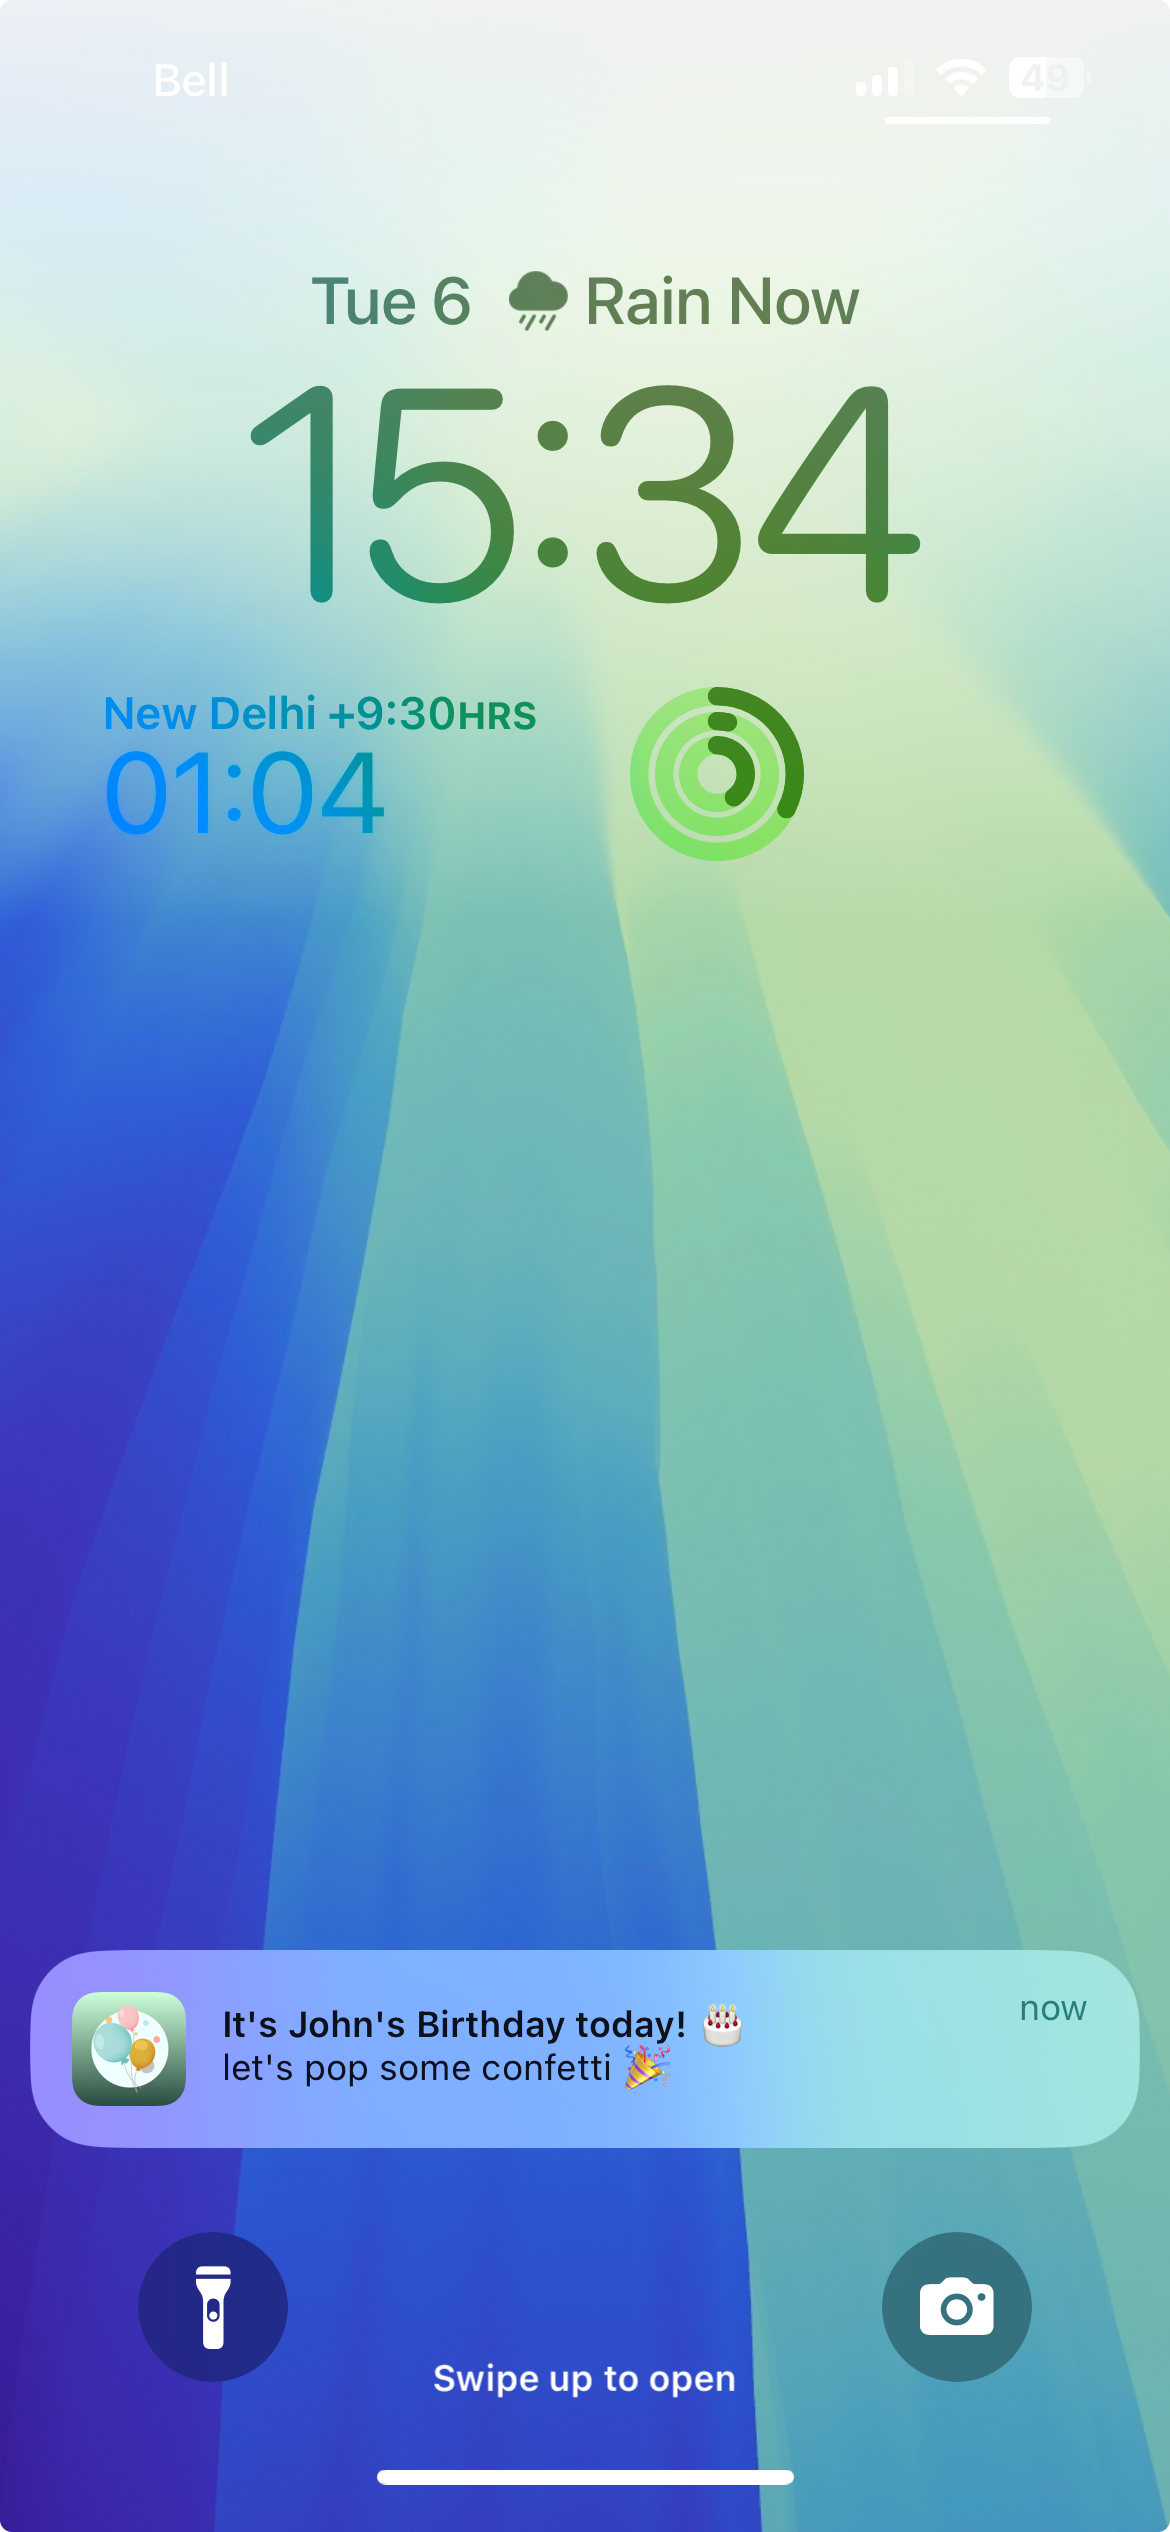 Bell
49
Tue 6 Rain Now
15:34
New Delhi +9:30HRS
01:04
It's John's Birthday today! 🎂
now
let's pop some confetti 🎉
Swipe up to open